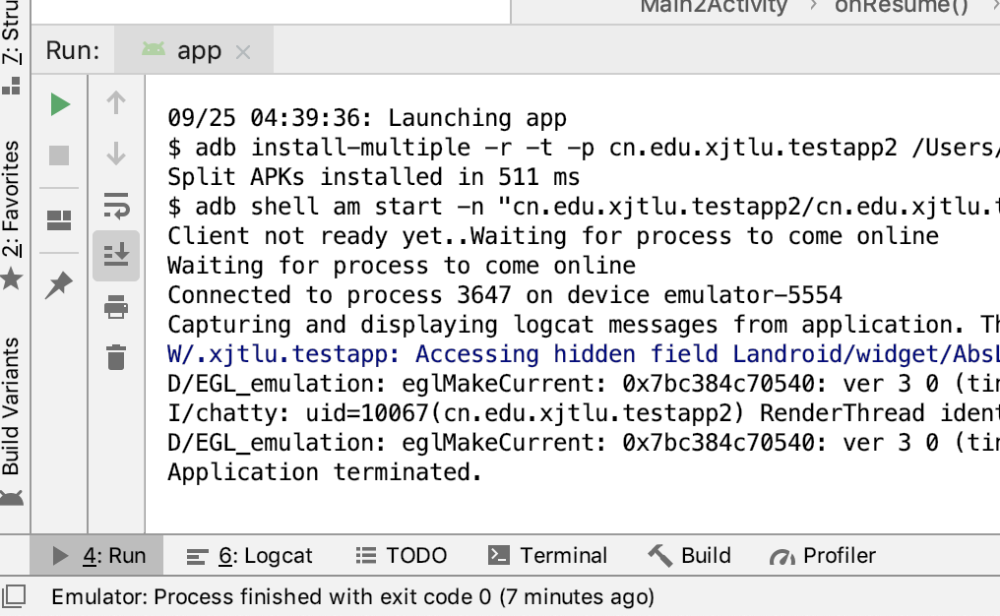 Main2Activity › onResume() ›
7: Stru
Run: app
2: Favorites
Build Variants
09/25 04:39:36: Launching app
$ adb install-multiple -r -t -p cn.edu.xjtlu.testapp2 /Users/
Split APKs installed in 511 ms
$ adb shell am start -n "cn.edu.xjtlu.testapp2/cn.edu.xjtlu.t
Client not ready yet..Waiting for process to come online
Waiting for process to come online
Connected to process 3647 on device emulator-5554
Capturing and displaying logcat messages from application. Th
W/.xjtlu.testapp: Accessing hidden field Landroid/widget/AbsL
D/EGL_emulation: eglMakeCurrent: 0x7bc384c70540: ver 3 0 (tin
I/chatty: uid=10067(cn.edu.xjtlu.testapp2) RenderThread ident
D/EGL_emulation: eglMakeCurrent: 0x7bc384c70540: ver 3 0 (tin
Application terminated.
4: Run 6: Logcat TODO Terminal Build Profiler
Emulator: Process finished with exit code 0 (7 minutes ago)